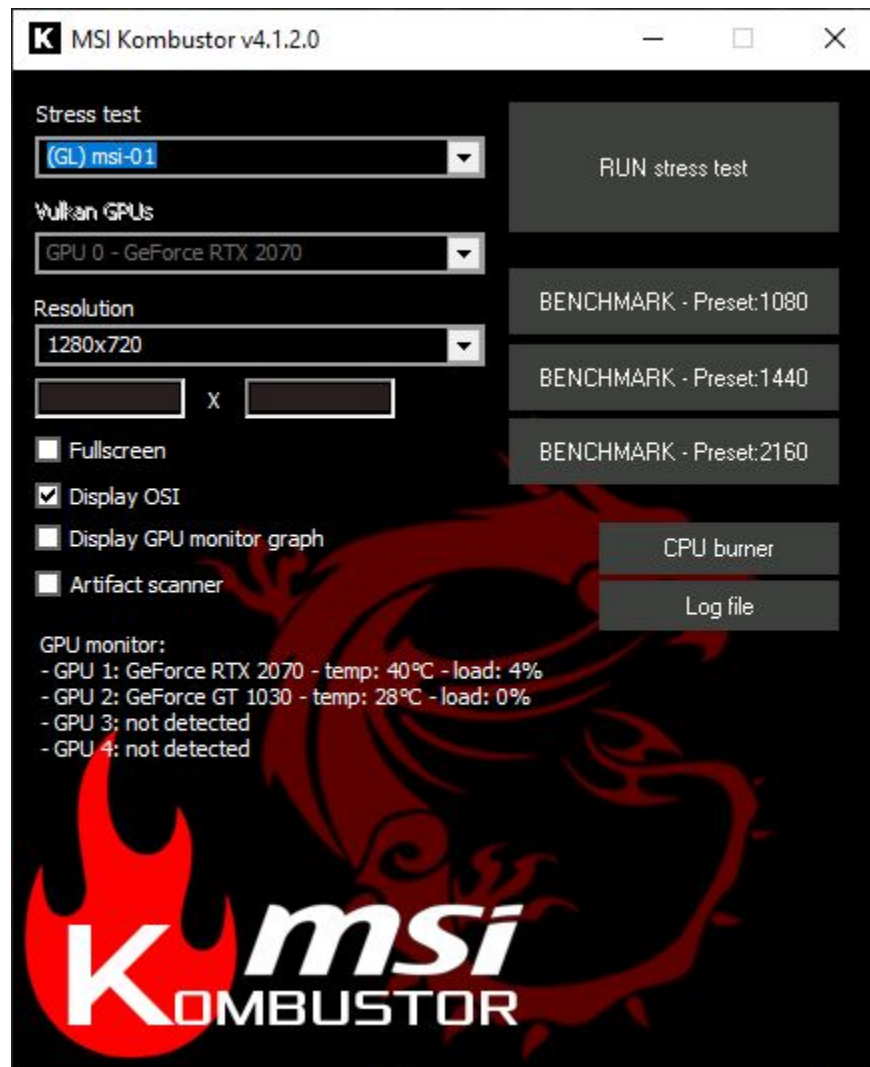 K MSI Kombustor v4.1.2.0
Stress test
(GL) msi-01
RUN stress test
Vulkan GPUs
GPU 0 - GeForce RTX 2070
BENCHMARK - Preset:1080
Resolution
1280x720
BENCHMARK - Preset:1440
X
Fullscreen
BENCHMARK - Preset:2160
Display OSI
Display GPU monitor graph
CPU burner
Artifact scanner
Log file
GPU monitor:
- GPU 1: GeForce RTX 2070 - temp: 40°C - load: 4%
- GPU 2: GeForce GT 1030 - temp: 28°C - load: 0%
- GPU 3: not detected
- GPU 4: not detected
msi
KOMBUSTOR